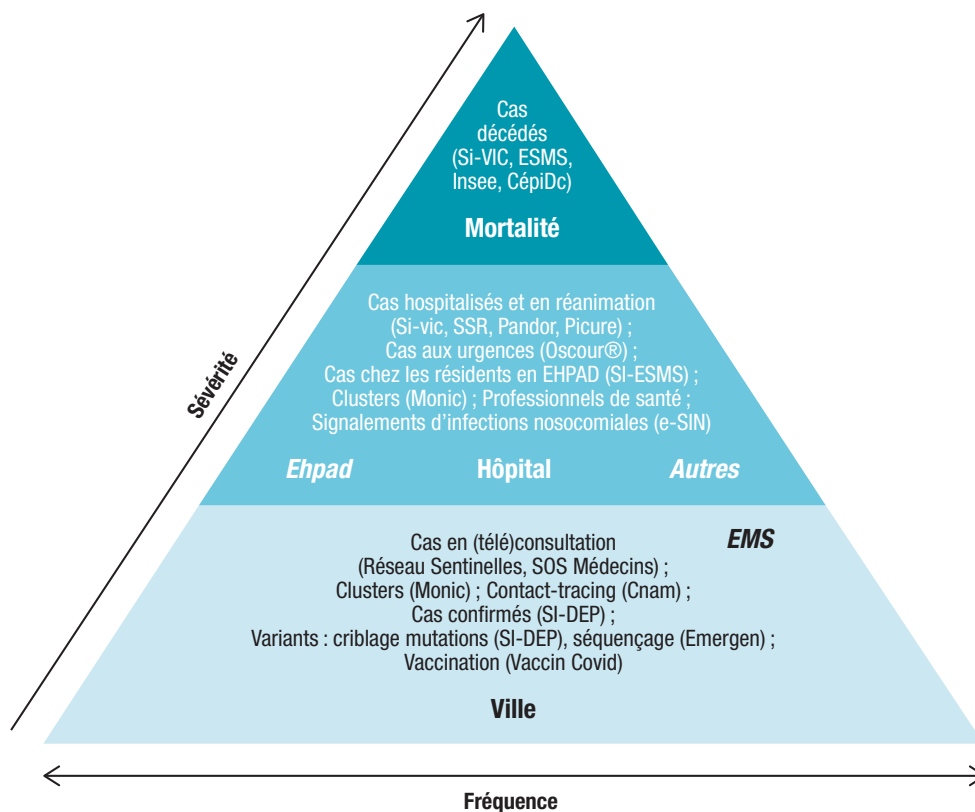 Cas
décédés
(Si-VIC, ESMS,
Insee, CépiDc)
Mortalité
Cas hospitalisés et en réanimation
(Si-vic, SSR, Pandor, Picure) ;
Cas aux urgences (Oscour®) ;
Cas chez les résidents en EHPAD (SI-ESMS) ;
Clusters (Monic) ; Professionnels de santé ;
Signalements d’infections nosocomiales (e-SIN)
Ehpad Hôpital Autres
EMS
Cas en (télé)consultation
(Réseau Sentinelles, SOS Médecins) ;
Clusters (Monic) ; Contact-tracing (Cnam) ;
Cas confirmés (SI-DEP) ;
Variants : criblage mutations (SI-DEP), séquençage (Emergen) ;
Vaccination (Vaccin Covid)
Ville
Sévérité
Fréquence